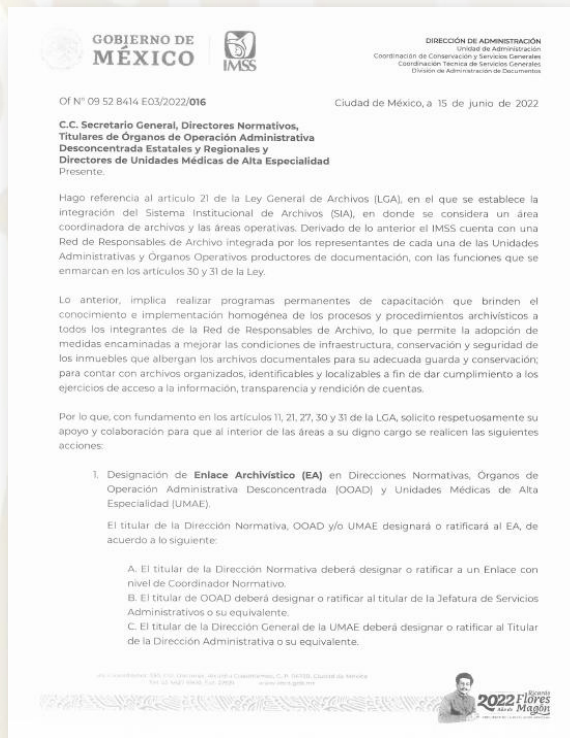 GOBIERNO DE
MÉXICO
IMSS
DIRECCIÓN DE ADMINISTRACIÓN
Unidad de Administración
Coordinación de Conservación y Servicios Generales
Coordinación Técnica de Servicios Generales
División de Administración de Documentos
Of N° 09 52 8414 E03/2022/016
Ciudad de México, a 15 de junio de 2022
C.C. Secretario General, Directores Normativos,
Titulares de Órganos de Operación Administrativa
Desconcentrada Estatales y Regionales y
Directores de Unidades Médicas de Alta Especialidad
Presente.
Hago referencia al artículo 21 de la Ley General de Archivos (LGA), en el que se establece la
integración del Sistema Institucional de Archivos (SIA), en donde se considera un área
coordinadora de archivos y las áreas operativas. Derivado de lo anterior el IMSS cuenta con una
Red de Responsables de Archivo integrada por los representantes de cada una de las Unidades
Administrativas y Órganos Operativos productores de documentación, con las funciones que se
enmarcan en los artículos 30 y 31 de la Ley.
Lo anterior, implica realizar programas permanentes de capacitación que brinden el
conocimiento e implementación homogénea de los procesos y procedimientos archivísticos a
todos los integrantes de la Red de Responsables de Archivo, lo que permite la adopción de
medidas encaminadas a mejorar las condiciones de infraestructura, conservación y seguridad de
los inmuebles que albergan los archivos documentales para su adecuada guarda y conservación;
para contar con archivos organizados, identificables y localizables a fin de dar cumplimiento a los
ejercicios de acceso a la información, transparencia y rendición de cuentas.
Por lo que, con fundamento en los artículos 11, 21, 27, 30 y 31 de la LGA, solicito respetuosamente su
apoyo y colaboración para que al interior de las áreas a su digno cargo se realicen las siguientes
acciones:
1. Designación de Enlace Archivístico (EA) en Direcciones Normativas, Órganos de
Operación Administrativa Desconcentrada (OOAD) y Unidades Médicas de Alta
Especialidad (UMAE).
El titular de la Dirección Normativa, OOAD y/o UMAE designará o ratificará al EA, de
acuerdo a lo siguiente:
A. El titular de la Dirección Normativa deberá designar o ratificar a un Enlace con
nivel de Coordinador Normativo.
B. El titular de OOAD deberá designar o ratificar al titular de la Jefatura de Servicios
Administrativos o su equivalente.
C. El titular de la Dirección General de la UMAE deberá designar o ratificar al Titular
de la Dirección Administrativa o su equivalente.
2022 Ricardo
Flores
Año de Magón